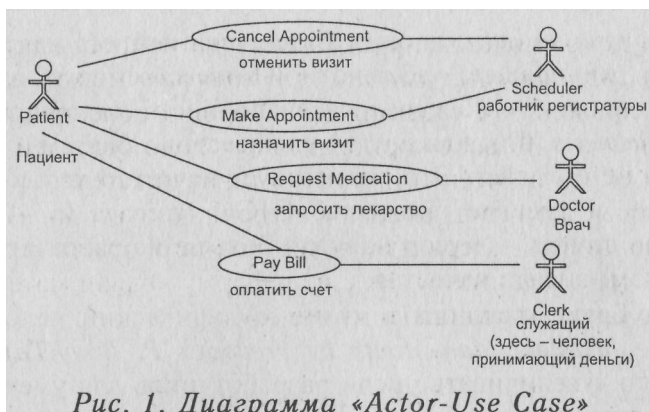 Cancel Appointment
отменить визит
Scheduler
работник регистратуры
Patient
Пациент
Make Appointment
назначить визит
Request Medication
запросить лекарство
Doctor
Врач
Pay Bill
оплатить счет
Clerk
служащий
(здесь – человек,
принимающий деньги)
Рис. 1. Диаграмма «Actor-Use Case»